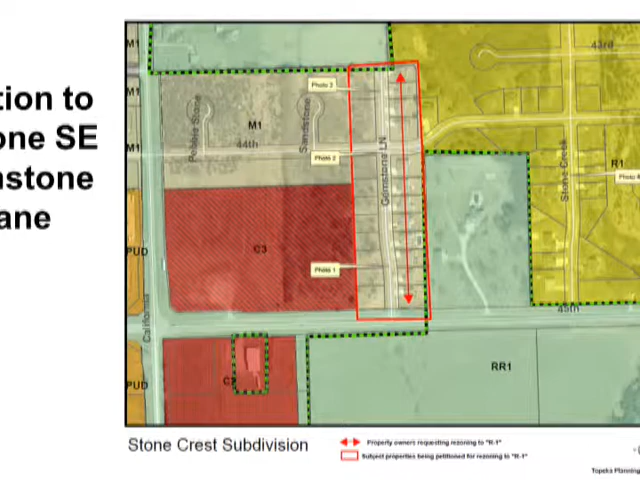 tion to
one SE
nstone
ane
M1
M1
M1
M1
43rd
Pebble Stone
Sandstone
44th
Gemstone LN
Stone Creek
R1
Photo 3
Photo 2
Photo 1
Photo
PUD
C3
California
45th
PUD
RR1
Stone Crest Subdivision
Property owners requesting rezoning to "R-1"
Subject properties being petitioned for rezoning to "R-1"
Topeka Planning